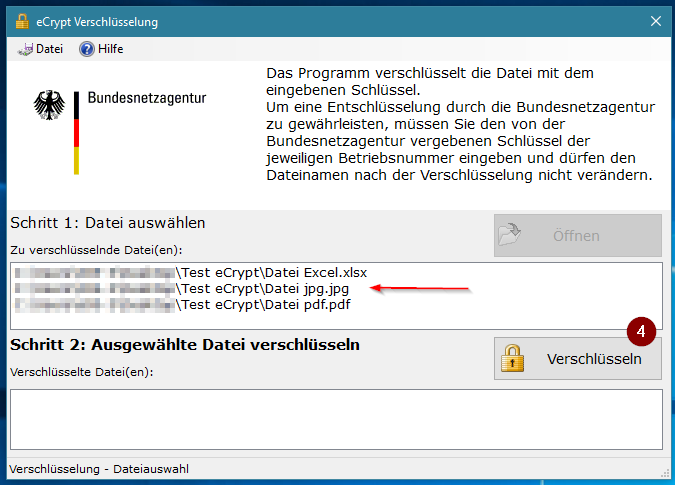 eCrypt Verschlüsselung
Datei Hilfe
Bundesnetzagentur
Das Programm verschlüsselt die Datei mit dem
eingebenen Schlüssel.
Um eine Entschlüsselung durch die Bundesnetzagentur
zu gewährleisten, müssen Sie den von der
Bundesnetzagentur vergebenen Schlüssel der
jeweiligen Betriebsnummer eingeben und dürfen den
Dateinamen nach der Verschlüsselung nicht verändern.
Schritt 1: Datei auswählen
Öffnen
Zu verschlüsselnde Datei(en):
\Test eCrypt\Datei Excel.xlsx
\Test eCrypt\Datei jpg.jpg
\Test eCrypt\Datei pdf.pdf
4
Schritt 2: Ausgewählte Datei verschlüsseln
Verschlüsseln
Verschlüsselte Datei(en):
Verschlüsselung - Dateiauswahl